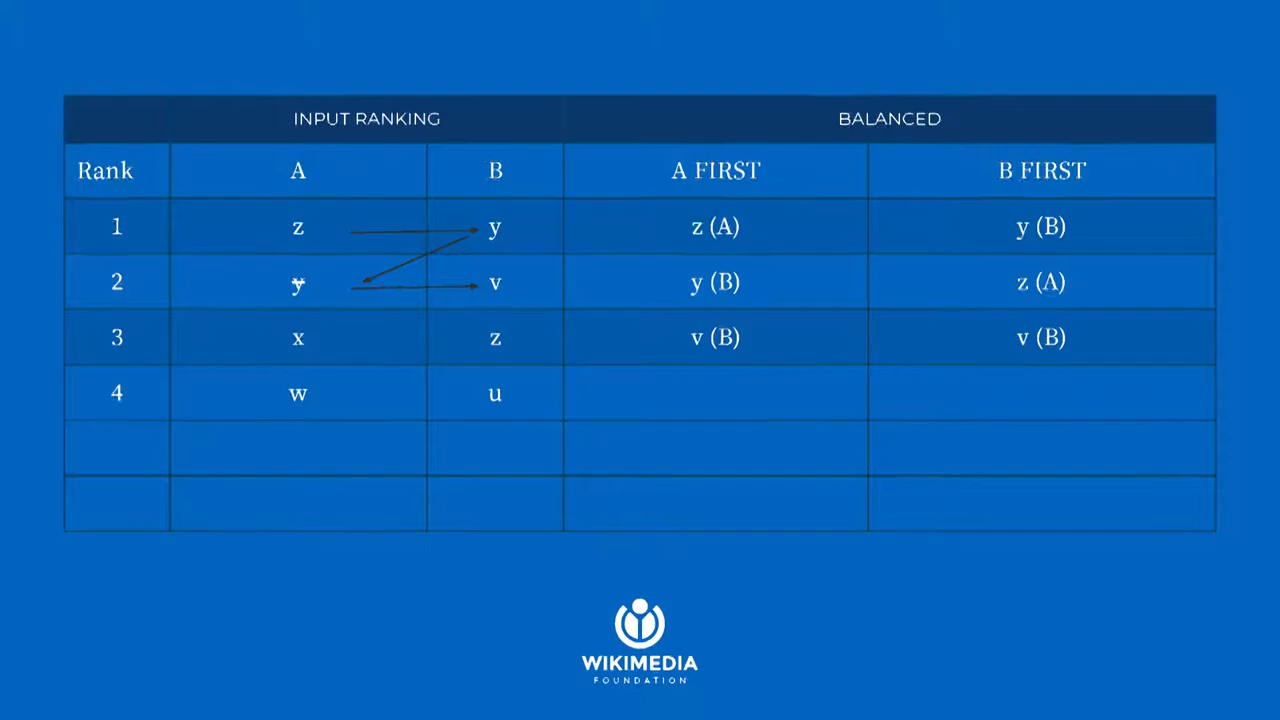 INPUT RANKING BALANCED
Rank A B A FIRST B FIRST
1 z y z (A) y (B)
2 y v y (B) z (A)
3 x z v (B) v (B)
4 w u
WIKIMEDIA
FOUNDATION